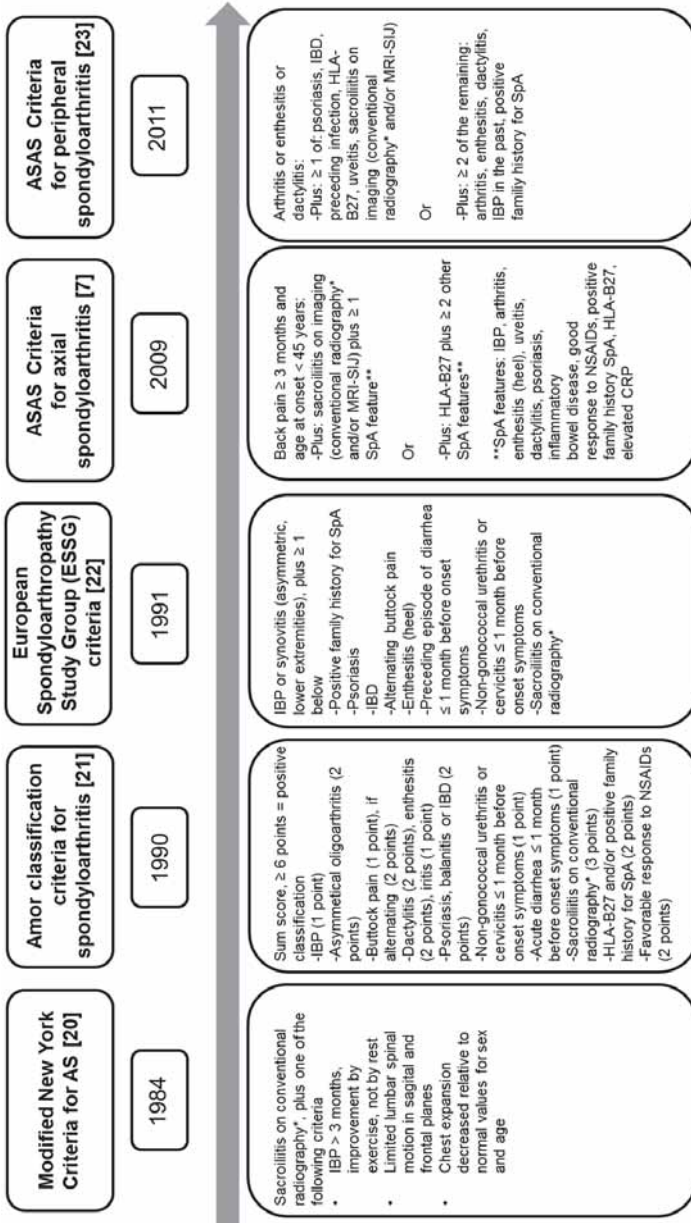 Modified New York
Criteria for AS [20]
1984
Sacroiliitis on conventional
radiography*, plus one of the
following criteria
• IBP > 3 months,
improvement by
exercise, not by rest
• Limited lumbar spinal
motion in sagital and
frontal planes
• Chest expansion
decreased relative to
normal values for sex
and age
Amor classification
criteria for
spondyloarthritis [21]
1990
Sum score, ≥ 6 points = positive
classification
-IBP (1 point)
-Asymmetrical oligoarthritis (2
points)
-Buttock pain (1 point), if
alternating (2 points)
-Dactylitis (2 points), enthesitis
(2 points), iritis (1 point)
-Psoriasis, balanitis or IBD (2
points)
-Non-gonococcal urethritis or
cervicitis ≤ 1 month before
onset symptoms (1 point)
-Acute diarrhea ≤ 1 month
before onset symptoms (1 point)
-Sacroiliitis on conventional
radiography* (3 points)
-HLA-B27 and/or positive family
history for SpA (2 points)
-Favorable response to NSAIDs
(2 points)
European
Spondyloarthropathy
Study Group (ESSG)
criteria [22]
1991
IBP or synovitis (asymmetric,
lower extremities), plus ≥ 1
below
-Positive family history for SpA
-Psoriasis
-IBD
-Alternating buttock pain
-Enthesitis (heel)
-Preceding episode of diarrhea
≤ 1 month before onset
symptoms
-Non-gonococcal urethritis or
cervicitis ≤ 1 month before
onset symptoms
-Sacroiliitis on conventional
radiography*
ASAS Criteria
for axial
spondyloarthritis [7]
2009
Back pain ≥ 3 months and
age at onset < 45 years:
-Plus: sacroiliitis on imaging
(conventional radiography*
and/or MRI-SIJ) plus ≥ 1
SpA feature**
Or
-Plus: HLA-B27 plus ≥ 2 other
SpA features**
**SpA features: IBP, arthritis,
enthesitis (heel), uveitis,
dactylitis, psoriasis,
inflammatory
bowel disease, good
response to NSAIDs, positive
family history SpA, HLA-B27,
elevated CRP
ASAS Criteria
for peripheral
spondyloarthritis [23]
2011
Arthritis or enthesitis or
dactylitis:
-Plus: ≥ 1 of: psoriasis, IBD,
preceding infection, HLA-
B27, uveitis, sacroiliitis on
imaging (conventional
radiography* and/or MRI-SIJ)
Or
-Plus: ≥ 2 of the remaining:
arthritis, enthesitis, dactylitis,
IBP in the past, positive
familiy history for SpA